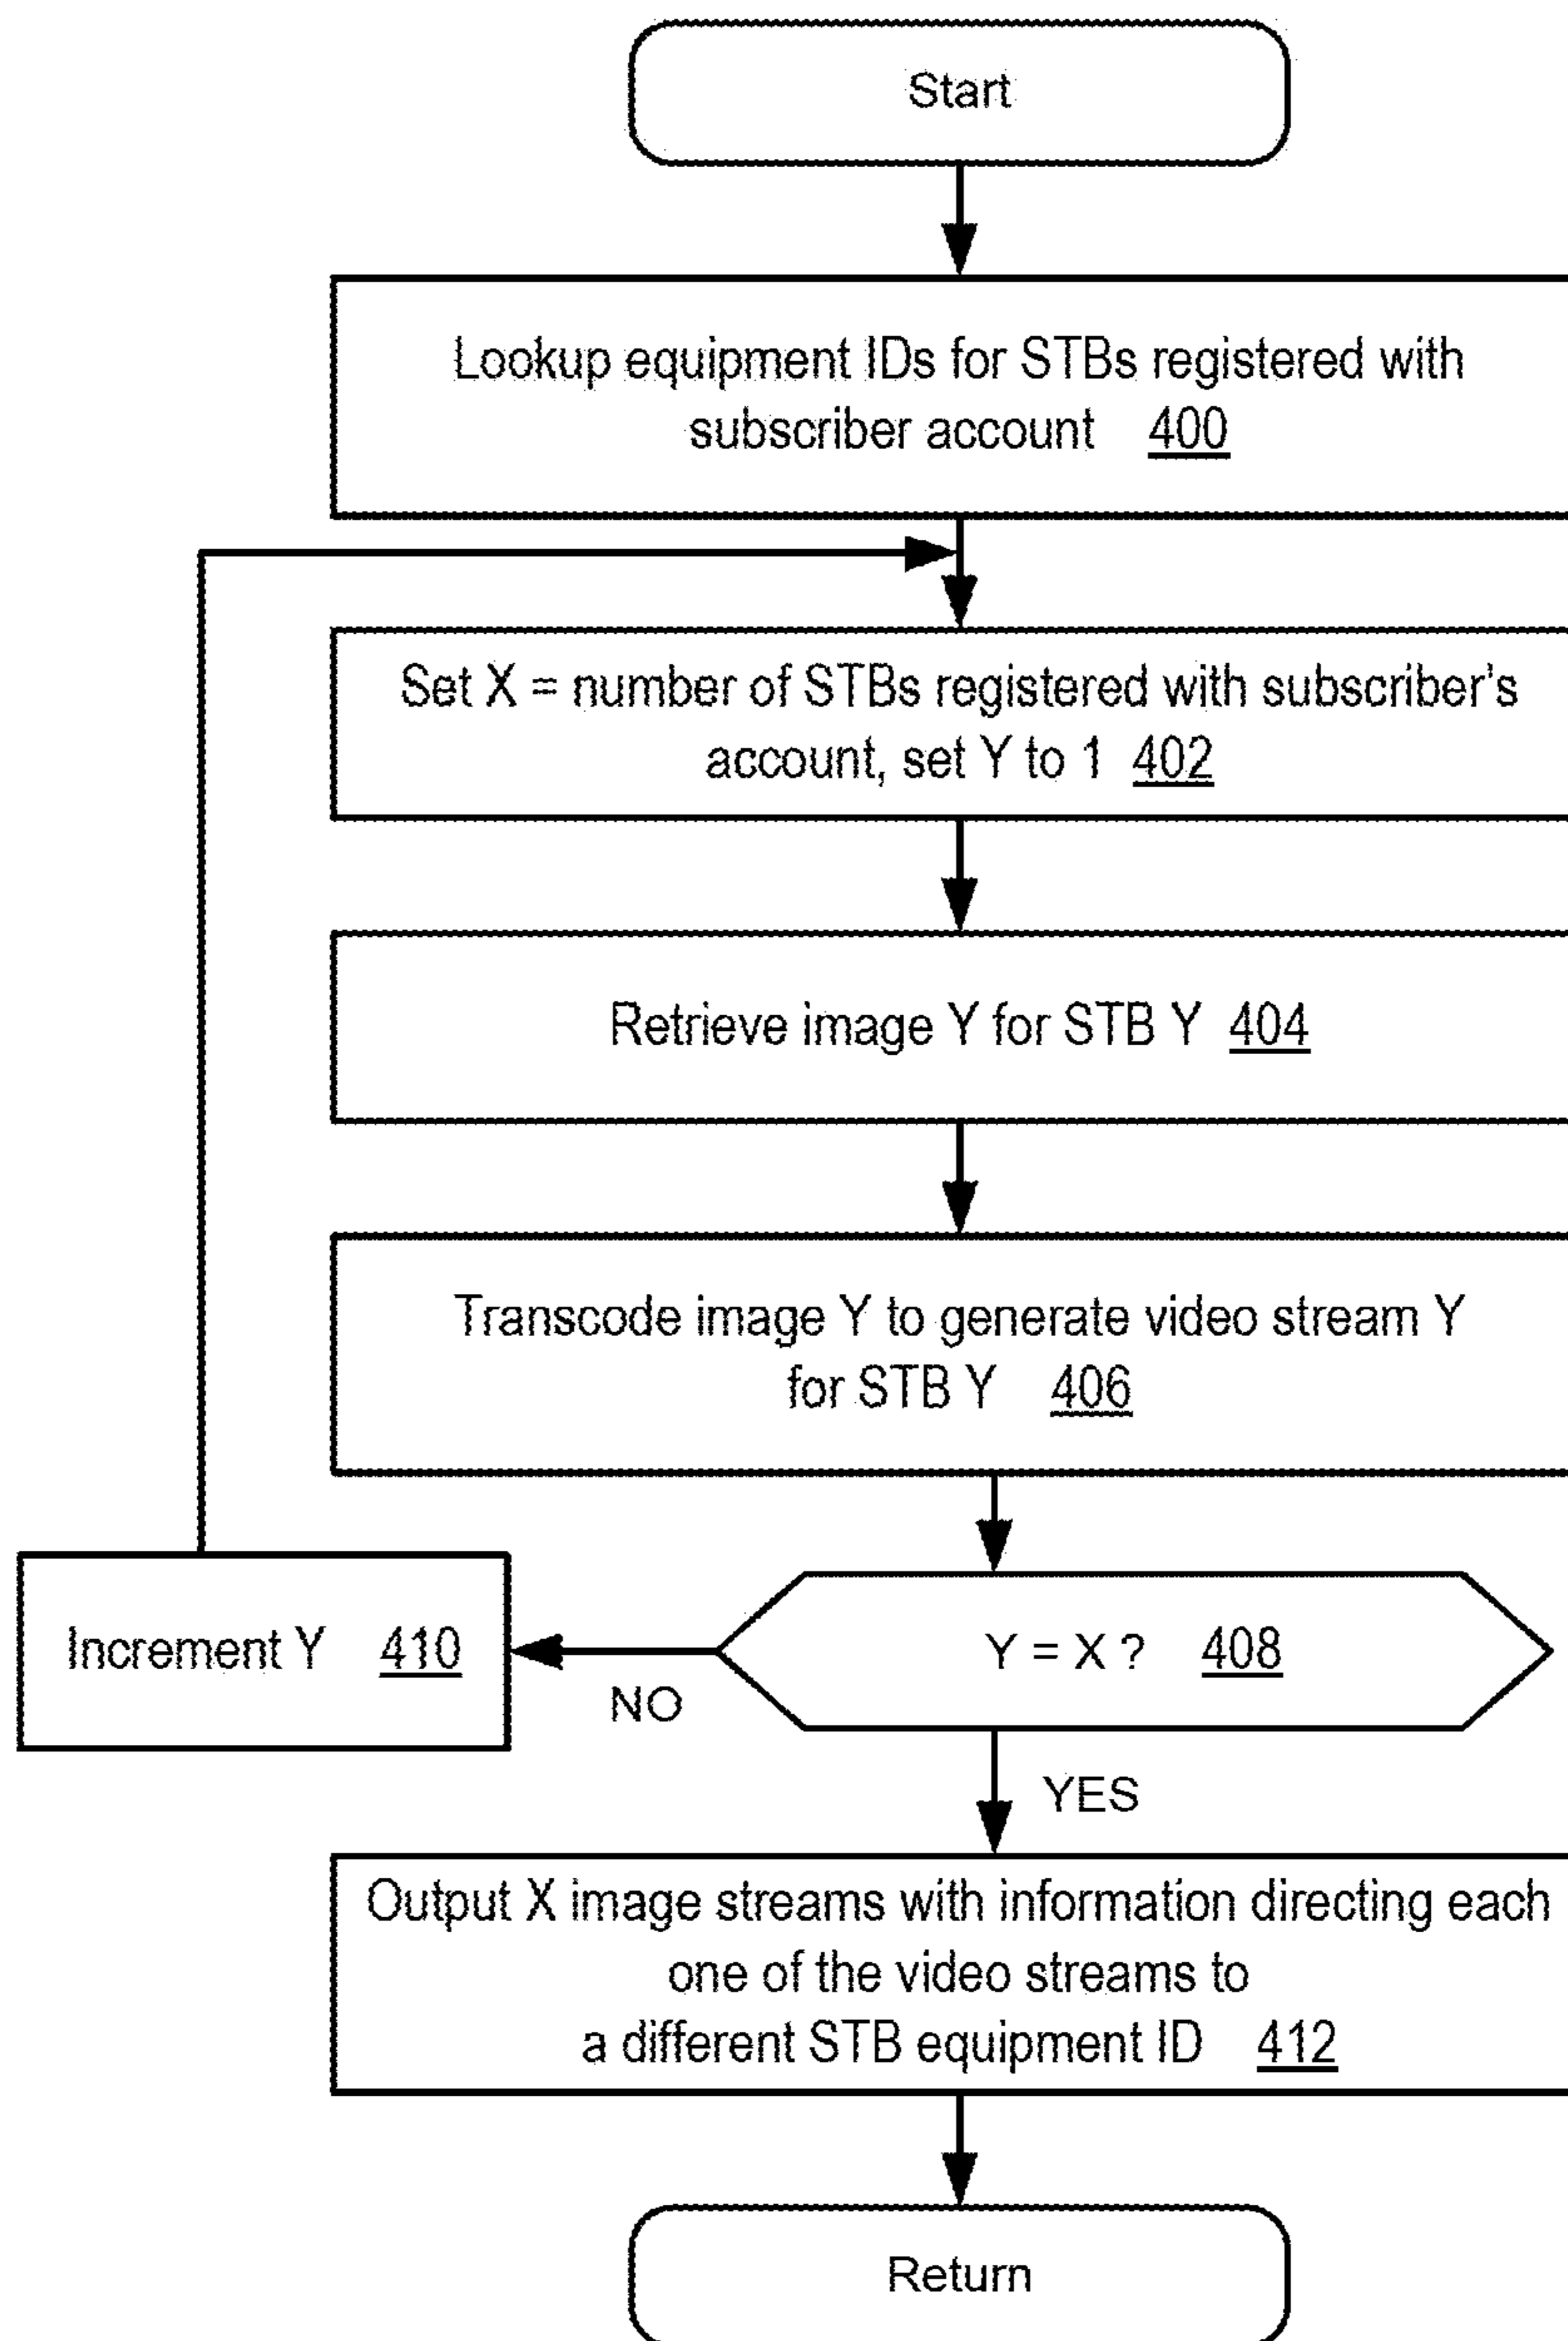 Start
Lookup equipment IDs for STBs registered with
subscriber account 400
Set X = number of STBs registered with subscriber's
account, set Y to 1 402
Retrieve image Y for STB Y 404
Transcode image Y to generate video stream Y
for STB Y 406
Increment Y 410
NO
Y = X ? 408
YES
Output X image streams with information directing each
one of the video streams to
a different STB equipment ID 412
Return